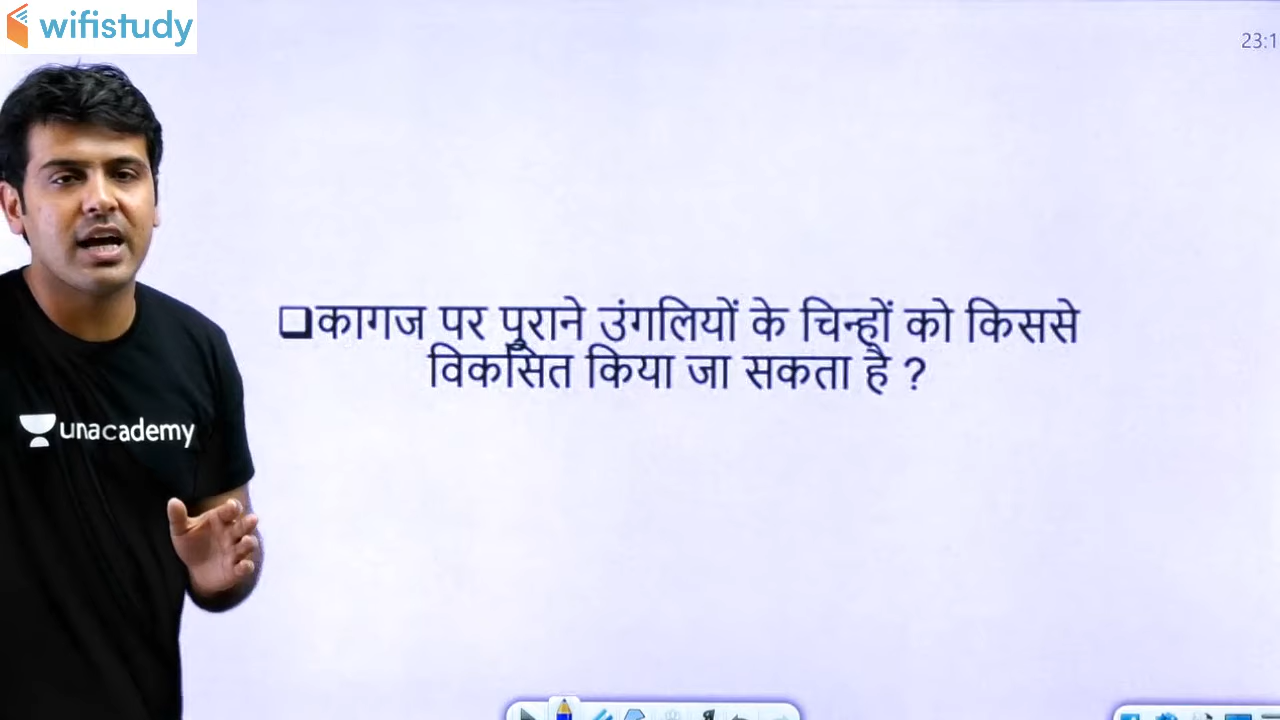 wifistudy
23:1
❑कागज पर पुराने उंगलियों के चिन्हों को किससे
विकसित किया जा सकता है ?
unacademy